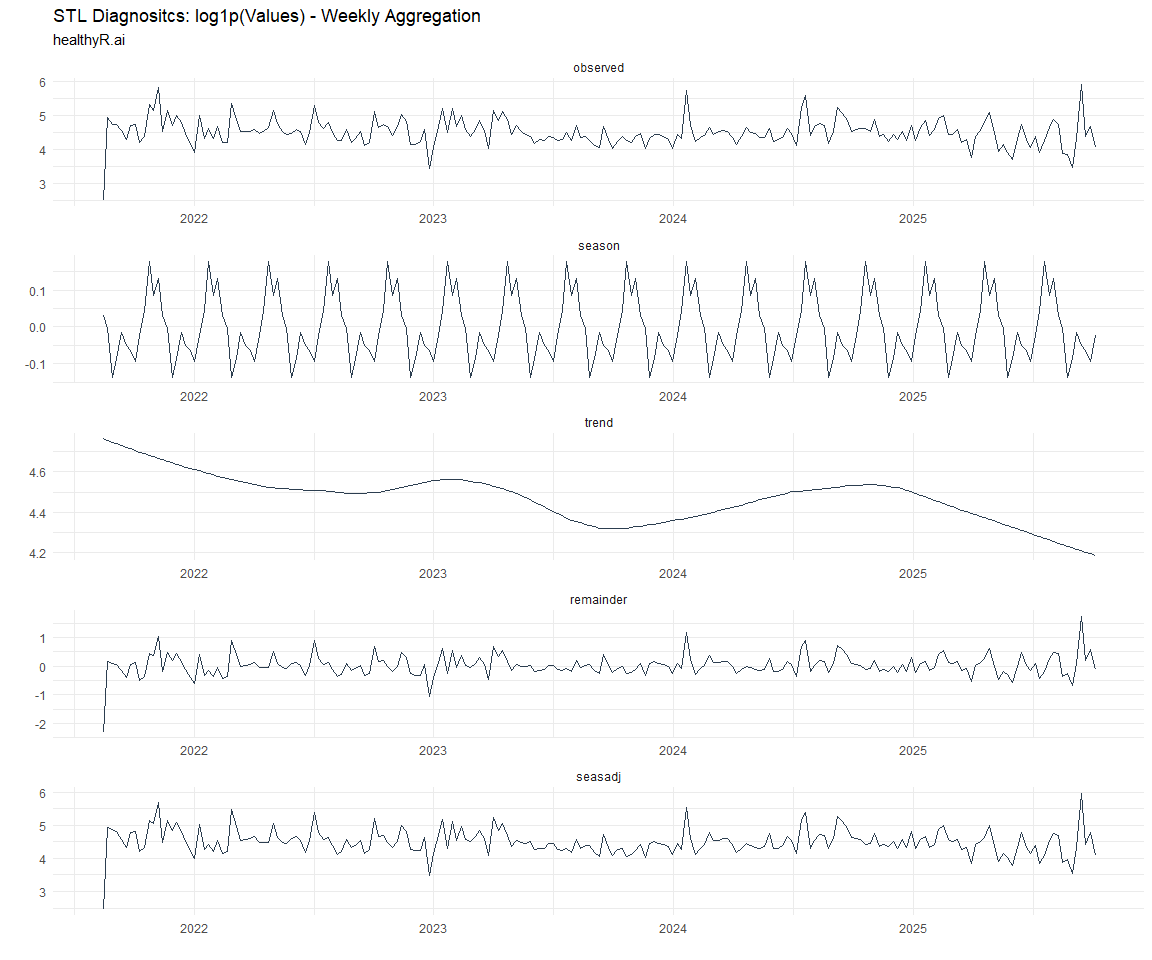 STL Diagnositcs: log1p(Values) - Weekly Aggregation
healthyR.ai
observed
6
5
4
3
2022 2023 2024 2025
season
0.1
0.0
-0.1
2022 2023 2024 2025
trend
4.6
4.4
4.2
2022 2023 2024 2025
remainder
1
0
-1
-2
2022 2023 2024 2025
seasadj
6
5
4
3
2022 2023 2024 2025